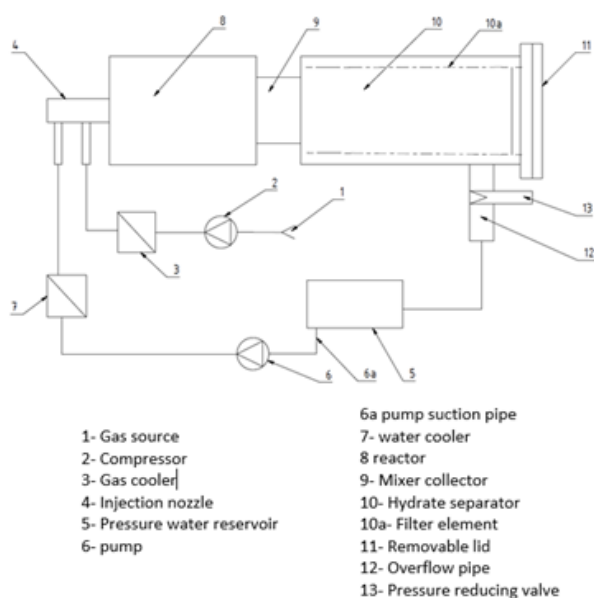 8
9
10
10a
11
4
2
1
13
3
12
7
6
6a
5
6a pump suction pipe
1- Gas source
7- water cooler
2- Compressor
8 reactor
3- Gas cooler
9- Mixer collector
4- Injection nozzle
10- Hydrate separator
5- Pressure water reservoir
10a- Filter element
6- pump
11- Removable lid
12- Overflow pipe
13- Pressure reducing valve